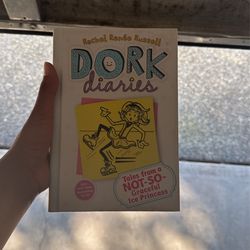 Rachel Renée Russell
DORK
diaries
Tales from a
NOT-SO-
Graceful
Ice Princess